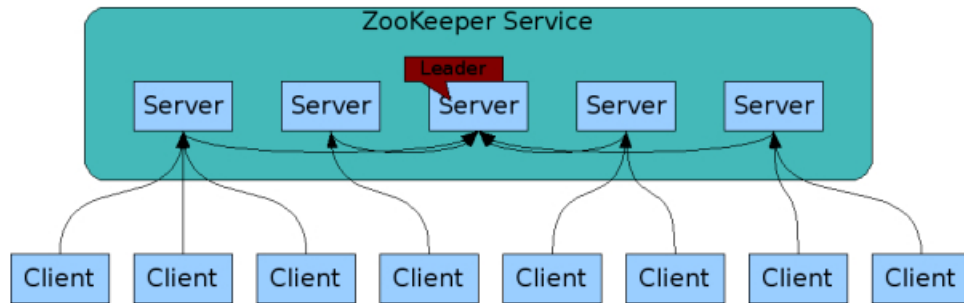 ZooKeeper Service
Leader
Server Server Server Server Server
Client Client Client Client Client Client Client Client